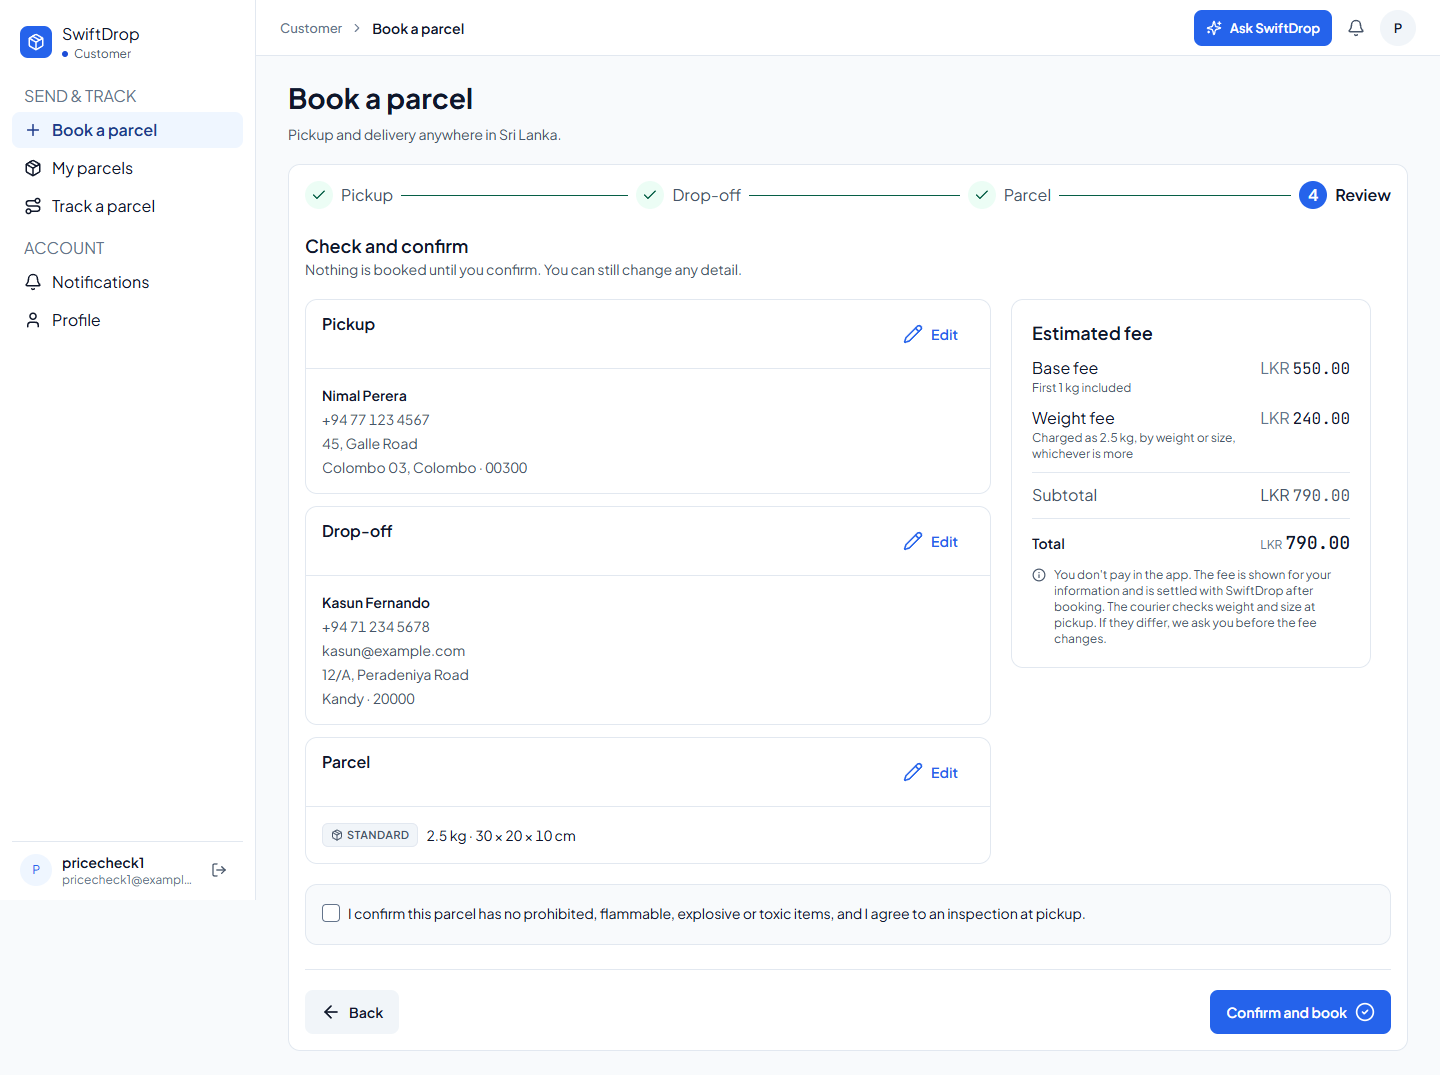 SwiftDrop
Customer
SEND & TRACK
Book a parcel
My parcels
Track a parcel
ACCOUNT
Notifications
Profile
P
pricecheck1
pricecheck1@exampl...
Customer > Book a parcel
Ask SwiftDrop
P
Book a parcel
Pickup and delivery anywhere in Sri Lanka.
Pickup
Drop-off
Parcel
4 Review
Check and confirm
Nothing is booked until you confirm. You can still change any detail.
Pickup
Edit
Nimal Perera
+94 77 123 4567
45, Galle Road
Colombo 03, Colombo · 00300
Drop-off
Edit
Kasun Fernando
+94 71 234 5678
kasun@example.com
12/A, Peradeniya Road
Kandy · 20000
Parcel
Edit
STANDARD 2.5 kg · 30 × 20 × 10 cm
Estimated fee
Base fee LKR 550.00
First 1 kg included
Weight fee LKR 240.00
Charged as 2.5 kg, by weight or size,
whichever is more
Subtotal LKR 790.00
Total LKR 790.00
You don't pay in the app. The fee is shown for your
information and is settled with SwiftDrop after
booking. The courier checks weight and size at
pickup. If they differ, we ask you before the fee
changes.
I confirm this parcel has no prohibited, flammable, explosive or toxic items, and I agree to an inspection at pickup.
Back
Confirm and book